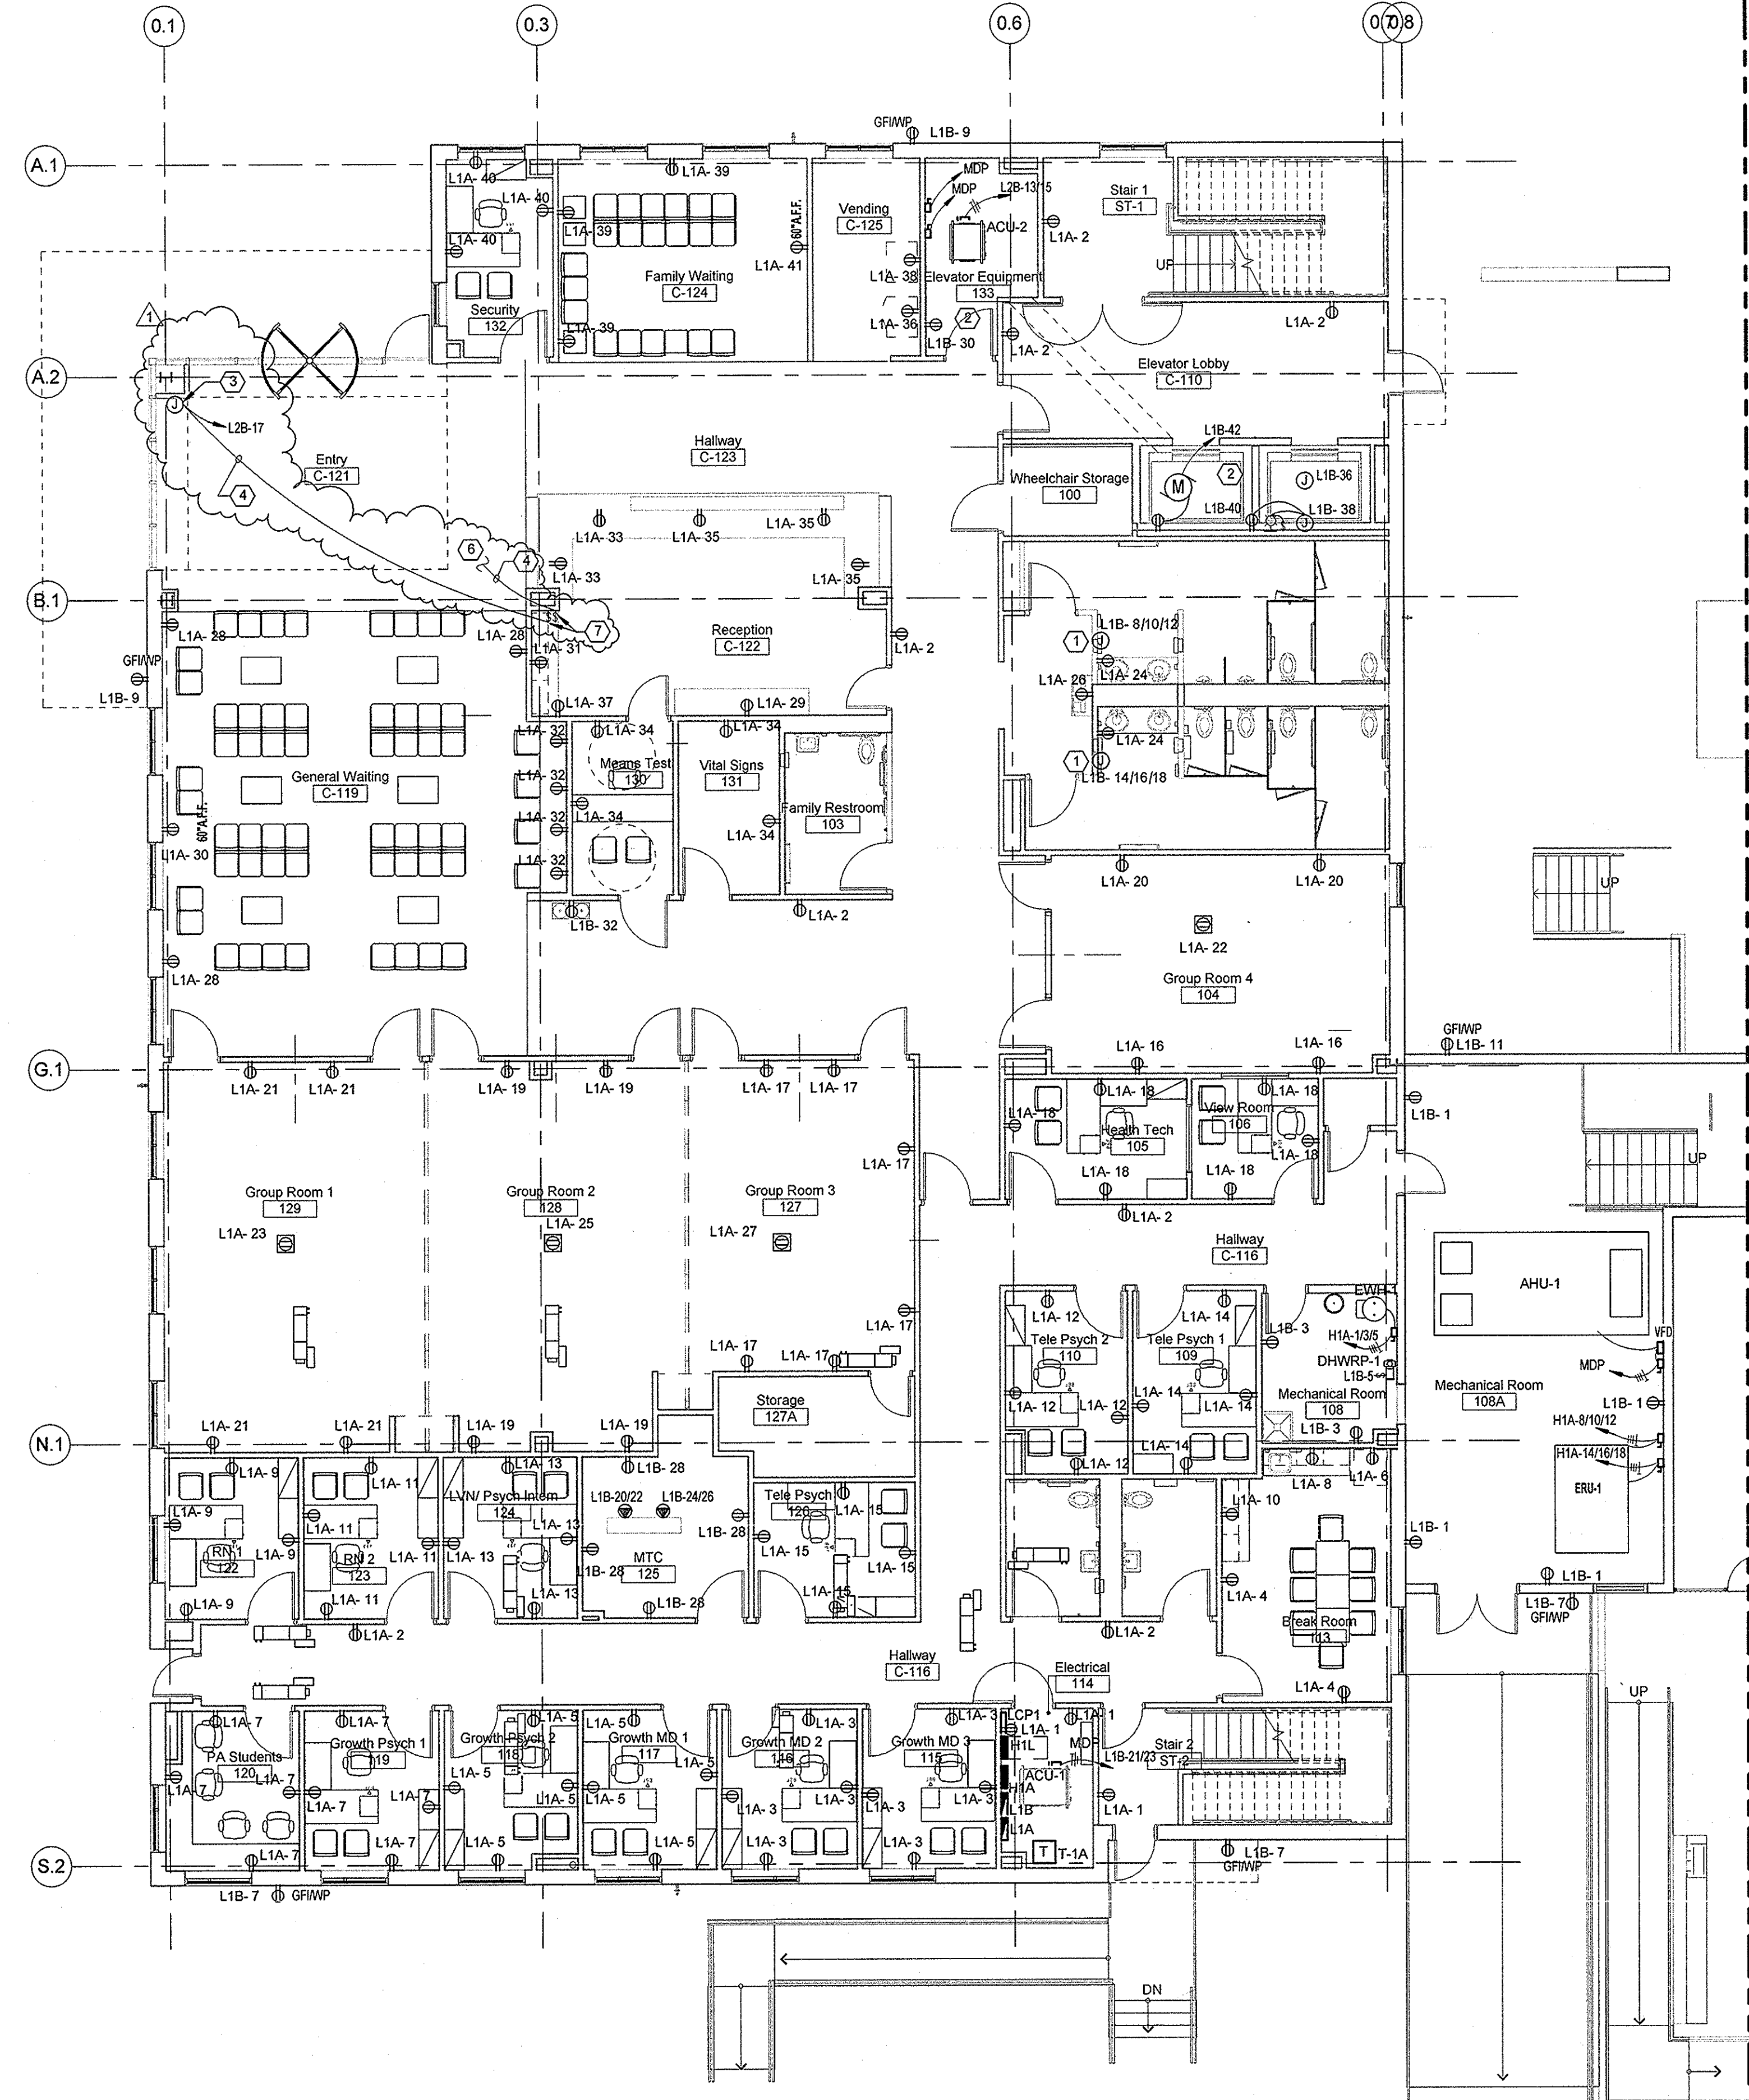 0.1
0.3
0.6
0.7
0.8
GFI/WP
L1B- 9
A.1
L1A- 40
L1A- 39
MDP
MDP
L2B-13/15
Stair 1
ST-1
L1A- 40
Vending
C-125
60"A.F.F.
ACU-2
L1A- 2
L1A- 40
L1A- 39
L1A- 41
L1A- 38
UP
Family Waiting
C-124
Elevator Equipment
133
Security
132
1
L1A- 39
L1A- 36
2
L1B- 30
L1A- 2
L1A- 2
A.2
Elevator Lobby
C-110
3
J
L2B-17
Hallway
C-123
L1B-42
Entry
C-121
Wheelchair Storage
100
M
2
J
L1B-36
4
L1B-40
L1B- 38
J
L1A- 33
L1A- 35
L1A- 35
6
4
L1A- 33
L1A- 35
B.1
L1A- 28
L1A- 28
$$
7
Reception
C-122
L1A- 2
L1B- 8/10/12
1
J
GFI/WP
L1A- 31
L1A- 24
L1B- 9
L1A- 26
L1A- 37
L1A- 29
L1A- 32
L1A- 34
L1A- 34
L1A- 24
Means Test
130
Vital Signs
131
1
J
L1B- 14/16/18
General Waiting
C-119
L1A- 32
60"A.F.F.
L1A- 32
L1A- 34
L1A- 34
Family Restroom
103
L1A- 30
L1A- 32
L1A- 20
L1A- 20
UP
L1B- 32
L1A- 2
L1A- 22
L1A- 28
Group Room 4
104
GFI/WP
L1B- 11
L1A- 16
L1A- 16
G.1
L1A- 21
L1A- 21
L1A- 19
L1A- 19
L1A- 17
L1A- 17
L1A- 18
L1A- 18
L1A- 18
View Room
106
L1B- 1
Health Tech
105
L1A- 17
L1A- 18
L1A- 18
L1A- 18
UP
Group Room 1
129
Group Room 2
128
Group Room 3
127
L1A- 2
L1A- 23
L1A- 25
L1A- 27
Hallway
C-116
AHU-1
EWH-1
L1A- 17
L1A- 12
L1A- 14
L1B- 3
H1A-1/3/5
VFD
Tele Psych 2
110
Tele Psych 1
109
L1A- 17
L1A- 17
DHWRP-1
L1B-5
MDP
Storage
127A
L1A- 12
L1A- 12
L1A- 14
L1A- 14
Mechanical Room
108
Mechanical Room
108A
L1B- 1
L1B- 3
H1A-8/10/12
N.1
L1A- 21
L1A- 21
L1A- 19
L1A- 19
L1A- 14
L1A- 12
H1A-14/16/18
L1A- 9
L1A- 11
L1A- 13
L1B- 28
L1A- 8
L1A- 6
ERU-1
LVN/ Psych Intern
124
L1B-20/22
L1B-24/26
Tele Psych
126
L1A- 15
L1A- 10
L1A- 9
L1A- 11
L1A- 13
L1B- 28
L1B- 1
L1A- 9
L1A- 11
L1A- 13
L1A- 15
L1A- 15
RN 1
122
RN 2
123
MTC
125
L1B- 28
L1B- 1
L1A- 13
L1A- 15
L1A- 4
L1A- 9
L1A- 11
L1B- 28
L1B- 7
GFI/WP
Break Room
113
L1A- 2
L1A- 2
Hallway
C-116
Electrical
114
L1A- 4
UP
L1A- 7
L1A- 7
L1A- 5
L1A- 5
L1A- 3
L1A- 3
LCP1
L1A- 1
L1A- 1
PA Students
120
Growth Psych 1
119
Growth Psych 2
118
Growth MD 1
117
Growth MD 2
116
Growth MD 3
115
H1L
MDP
L1B-21/23
Stair 2
ST-2
L1A- 7
L1A- 7
L1A- 7
L1A- 7
L1A- 5
L1A- 5
L1A- 5
L1A- 5
L1A- 3
L1A- 3
L1A- 3
L1A- 3
ACU-1
H1A
L1A- 1
L1B
L1A
L1A- 7
L1A- 7
L1A- 5
L1A- 5
L1A- 3
L1A- 3
T
T-1A
L1B- 7
GFI/WP
S.2
L1B- 7
GFI/WP
DN